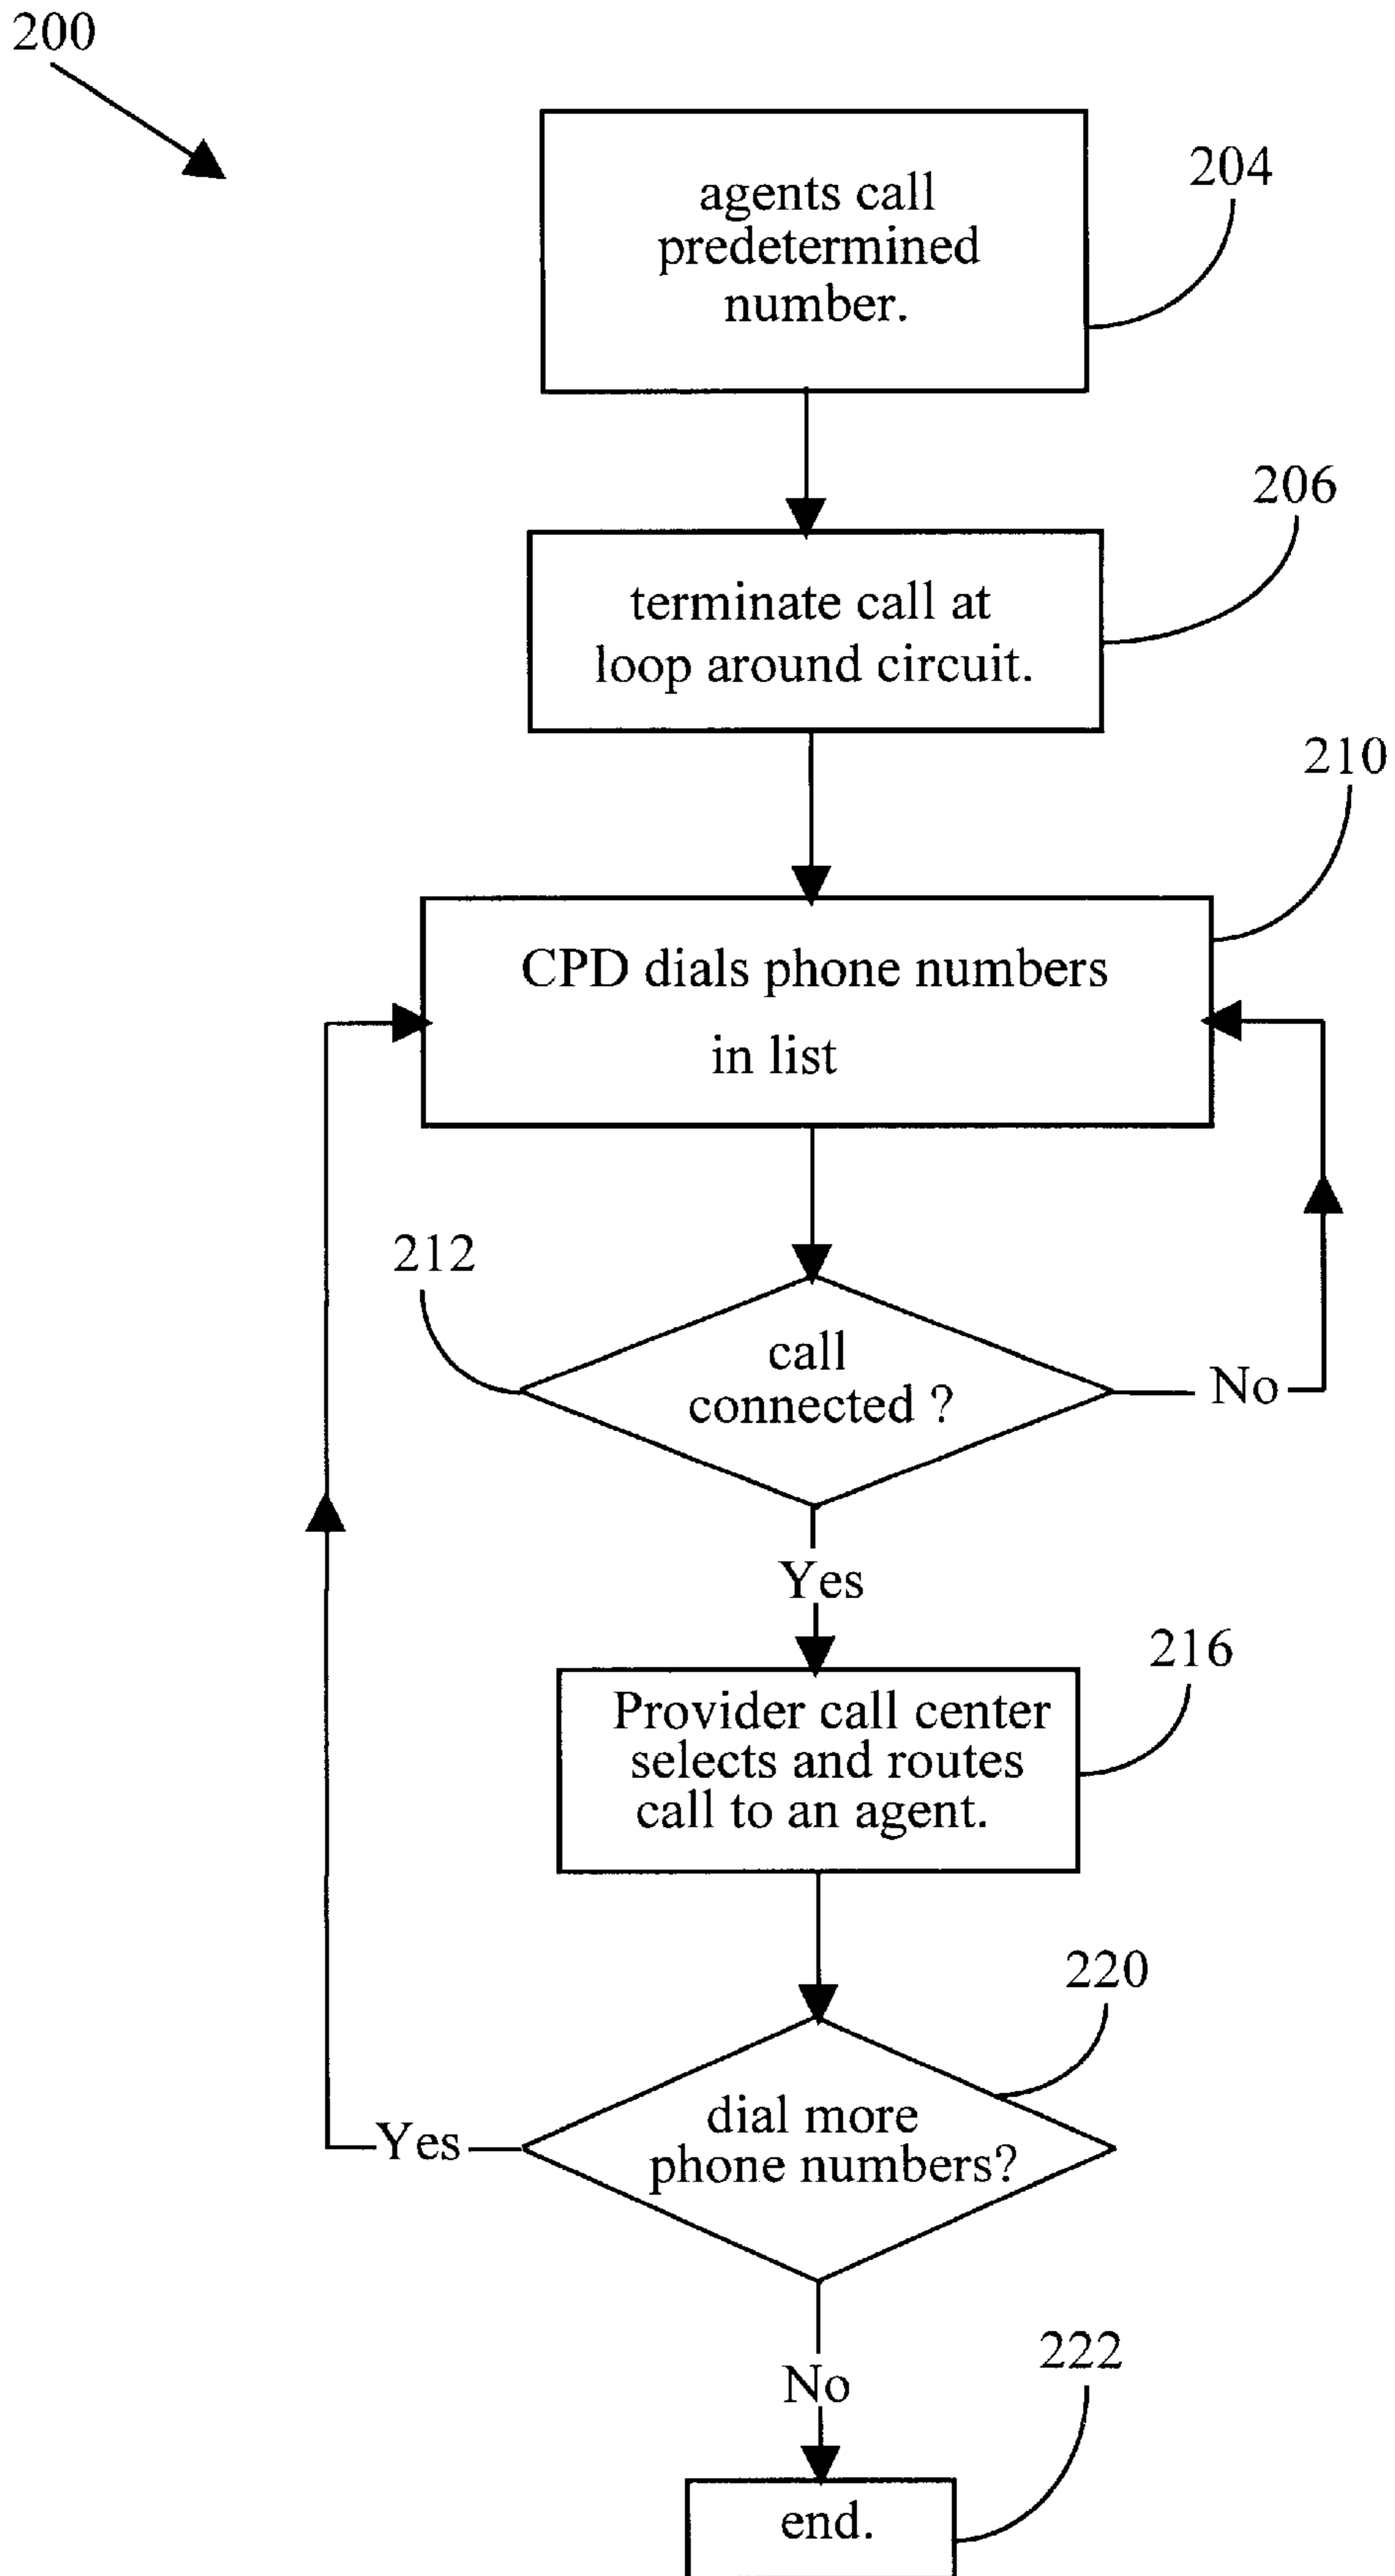 200
agents call
predetermined
number.
204
terminate call at
loop around circuit.
206
210
CPD dials phone numbers
in list
212
call
connected ?
No
Yes
216
Provider call center
selects and routes
call to an agent.
220
dial more
phone numbers?
Yes
No
222
end.